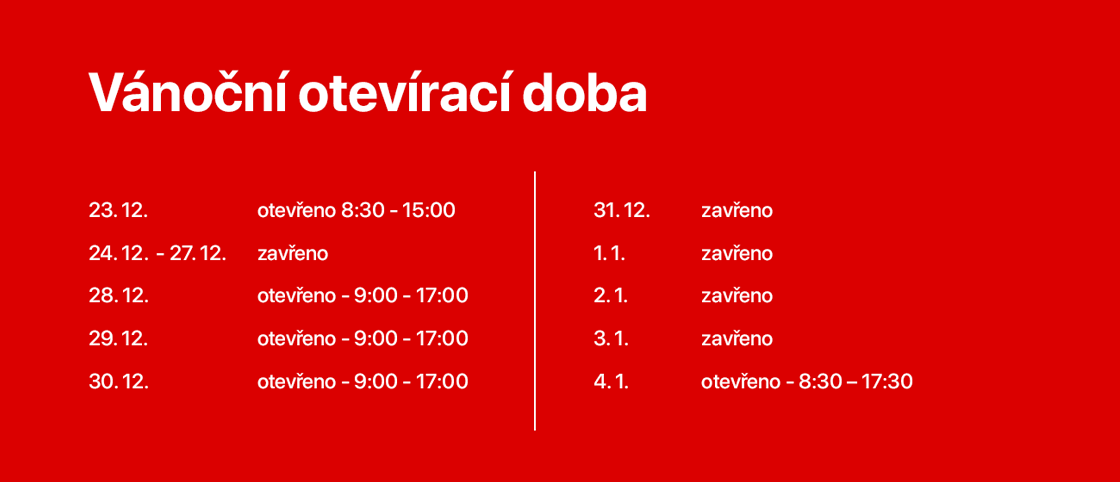 Vánoční otevírací doba
23. 12. otevřeno 8:30 - 15:00
24. 12. - 27. 12. zavřeno
28. 12. otevřeno - 9:00 - 17:00
29. 12. otevřeno - 9:00 - 17:00
30. 12. otevřeno - 9:00 - 17:00
31. 12. zavřeno
1. 1. zavřeno
2. 1. zavřeno
3. 1. zavřeno
4. 1. otevřeno - 8:30 – 17:30